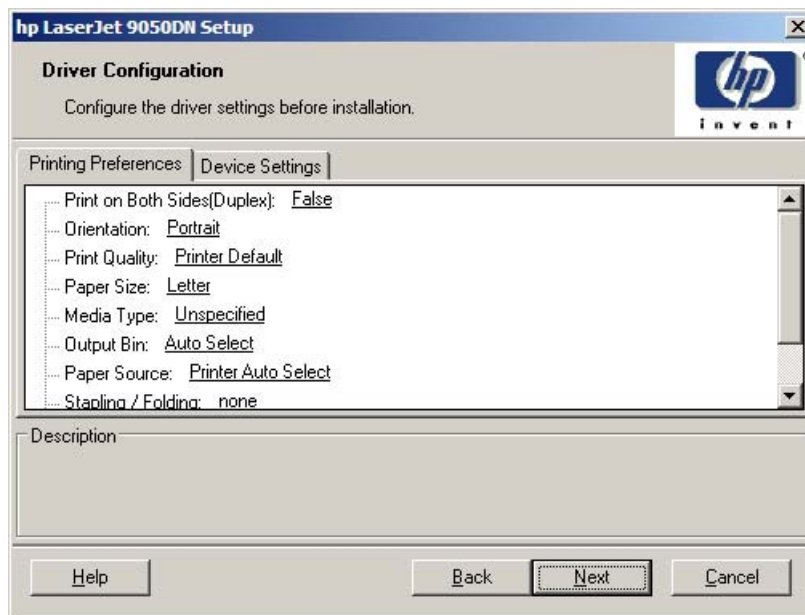 hp LaserJet 9050DN Setup
Driver Configuration
Configure the driver settings before installation.
hp
invent
Printing Preferences
Device Settings
Print on Both Sides(Duplex): False
Orientation: Portrait
Print Quality: Printer Default
Paper Size: Letter
Media Type: Unspecified
Output Bin: Auto Select
Paper Source: Printer Auto Select
Stapling / Folding: none
Description
Help
Back
Next
Cancel